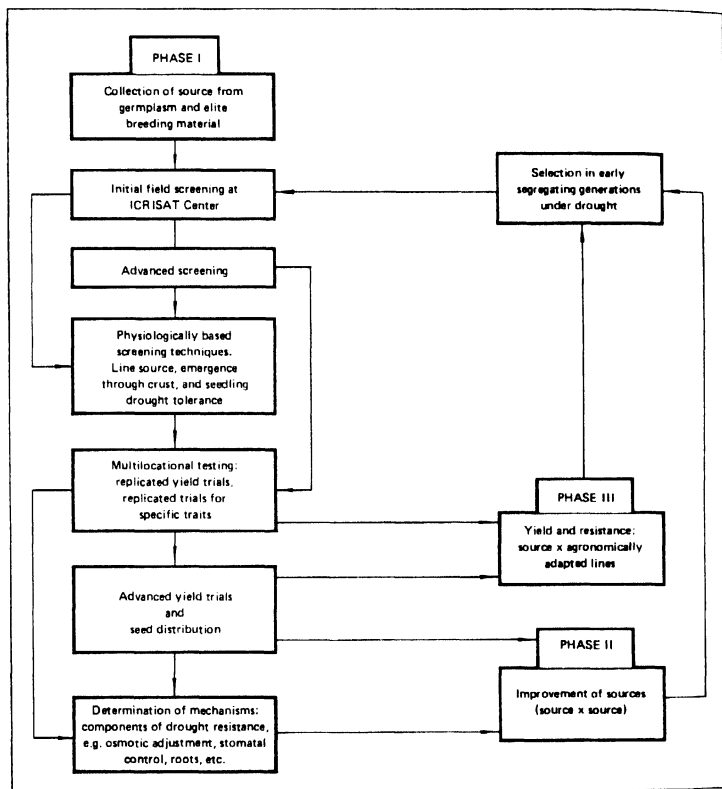 PHASE I
Collection of source from
germplasm and elite
breeding material
Initial field screening at
ICRISAT Center
Selection in early
segregating generations
under drought
Advanced screening
Physiologically based
screening techniques.
Line source, emergence
through crust, and seedling
drought tolerance
Multilocational testing:
replicated yield trials,
replicated trials for
specific traits
PHASE III
Yield and resistance:
source x agronomically
adapted lines
Advanced yield trials
and
seed distribution
PHASE II
Improvement of sources
(source x source)
Determination of mechanisms:
components of drought resistance,
e.g. osmotic adjustment, stomatal
control, roots, etc.